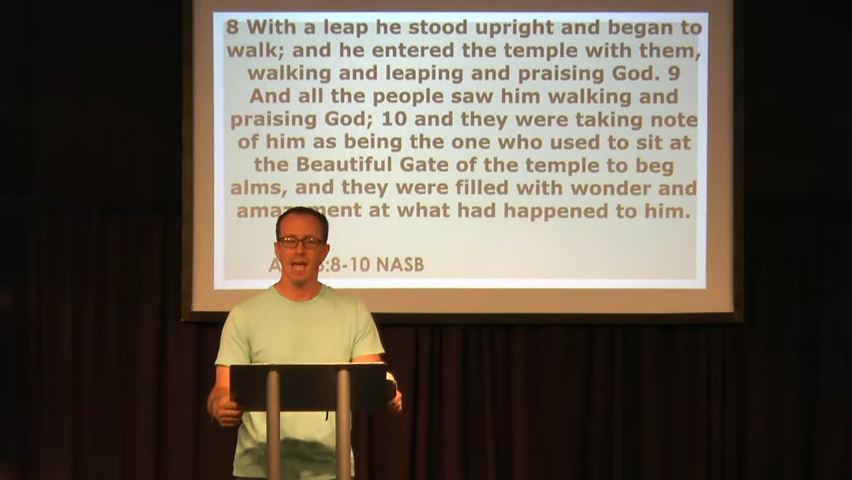 8 With a leap he stood upright and began to
walk; and he entered the temple with them,
walking and leaping and praising God. 9
And all the people saw him walking and
praising God; 10 and they were taking note
of him as being the one who used to sit at
the Beautiful Gate of the temple to beg
alms, and they were filled with wonder and
amazement at what had happened to him.
:8-10 NASB